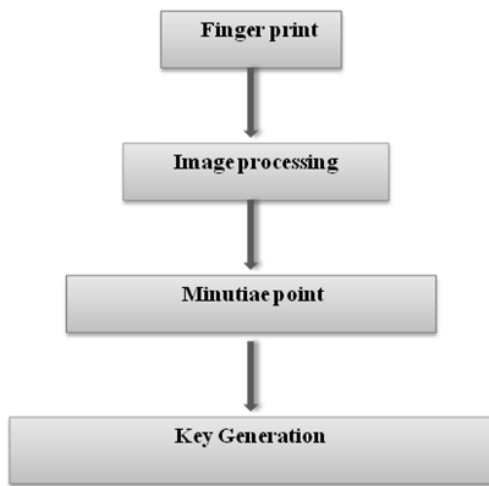 Finger print
Image processing
Minutiae point
Key Generation